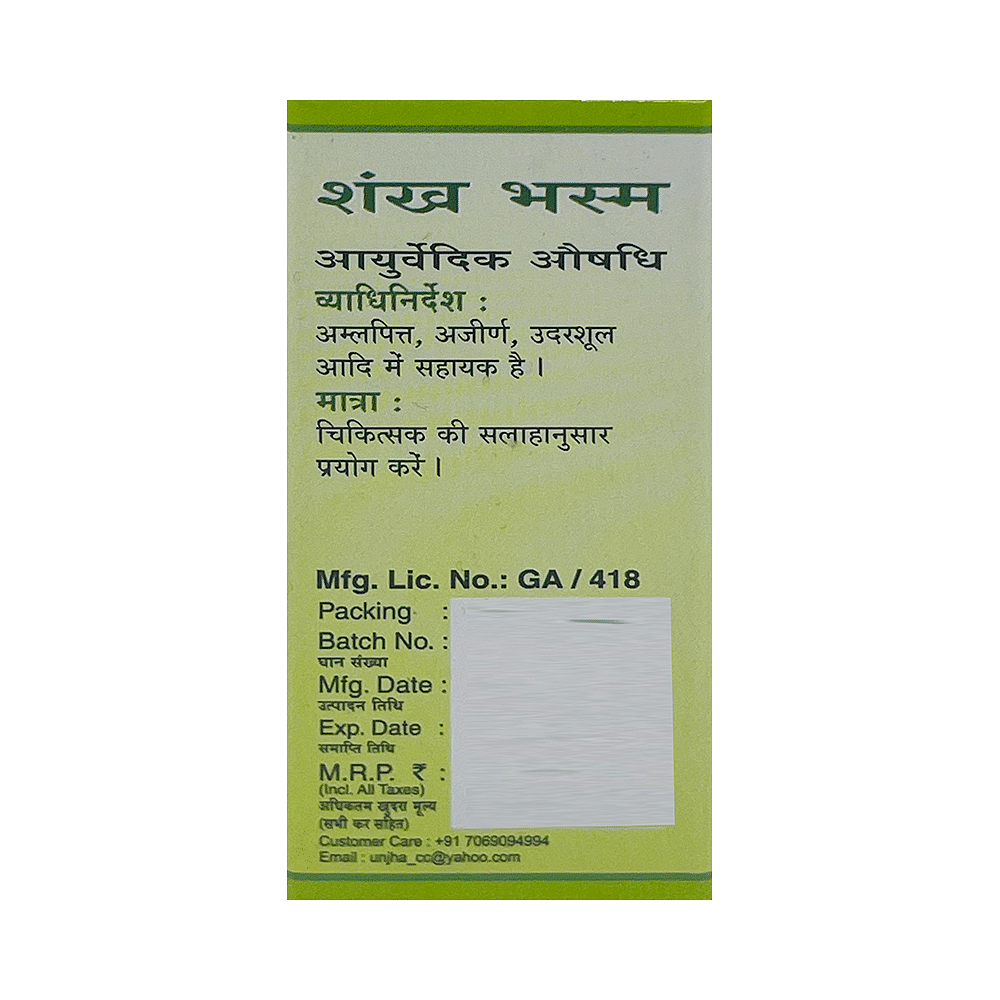 शंख भस्म
आयुर्वेदिक औषधि
व्याधिनिर्देश :
अम्लपित्त, अजीर्ण, उदरशूल
आदि में सहायक है ।
मात्रा :
चिकित्सक की सलाहानुसार
प्रयोग करें ।
Mfg. Lic. No.: GA / 418
Packing :
Batch No. :
घान संख्या
Mfg. Date :
उत्पादन तिथि
Exp. Date :
समाप्ति तिथि
M.R.P. ₹ :
(Incl. All Taxes)
अधिकतम खुदरा मूल्य
(सभी कर सहित)
Customer Care : +91 7069094994
Email : unjha_cc@yahoo.com